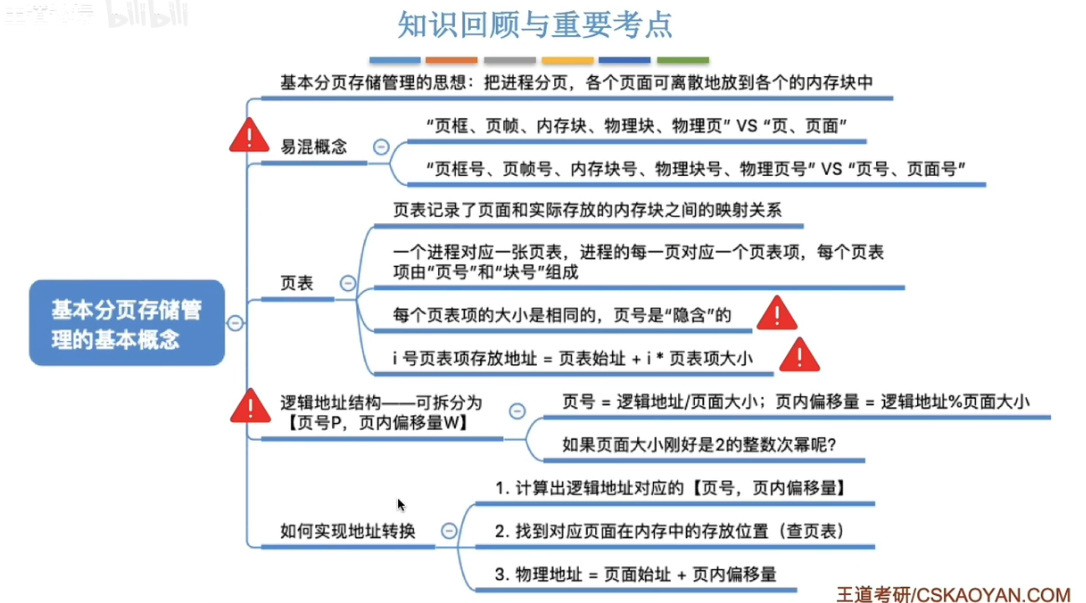 bilibili
知识回顾与重要考点
基本分页存储管理的思想：把进程分页，各个页面可离散地放到各个的内存块中
易混概念
“页框、页帧、内存块、物理块、物理页” VS “页、页面”
“页框号、页帧号、内存块号、物理块号、物理页号” VS “页号、页面号”
页表记录了页面和实际存放的内存块之间的映射关系
一个进程对应一张页表，进程的每一页对应一个页表项，每个页表
项由“页号”和“块号”组成
页表
每个页表项的大小是相同的，页号是“隐含”的
i 号页表项存放地址 = 页表始址 + i * 页表项大小
基本分页存储管
理的基本概念
逻辑地址结构——可拆分为
【页号P，页内偏移量W】
页号 = 逻辑地址/页面大小；页内偏移量 = 逻辑地址%页面大小
如果页面大小刚好是2的整数次幂呢？
如何实现地址转换
1. 计算出逻辑地址对应的【页号，页内偏移量】
2. 找到对应页面在内存中的存放位置（查页表）
3. 物理地址 = 页面始址 + 页内偏移量
王道考研/CSKAOYAN.COM